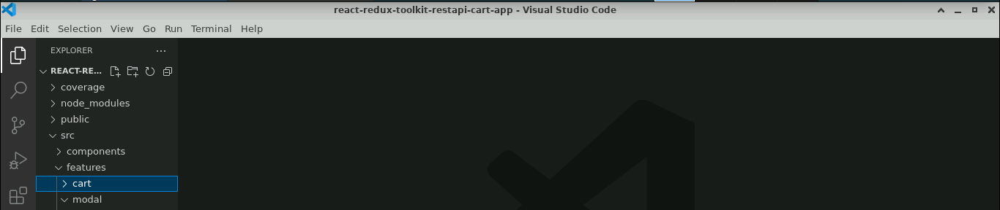 react-redux-toolkit-restapi-cart-app - Visual Studio Code
File Edit Selection View Go Run Terminal Help
EXPLORER ...
REACT-RE...
coverage
node_modules
public
src
components
features
cart
modal